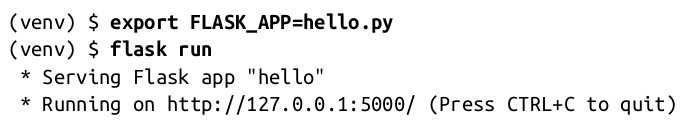 (venv) $ export FLASK_APP=hello.py
(venv) $ flask run
 * Serving Flask app "hello"
 * Running on http://127.0.0.1:5000/ (Press CTRL+C to quit)